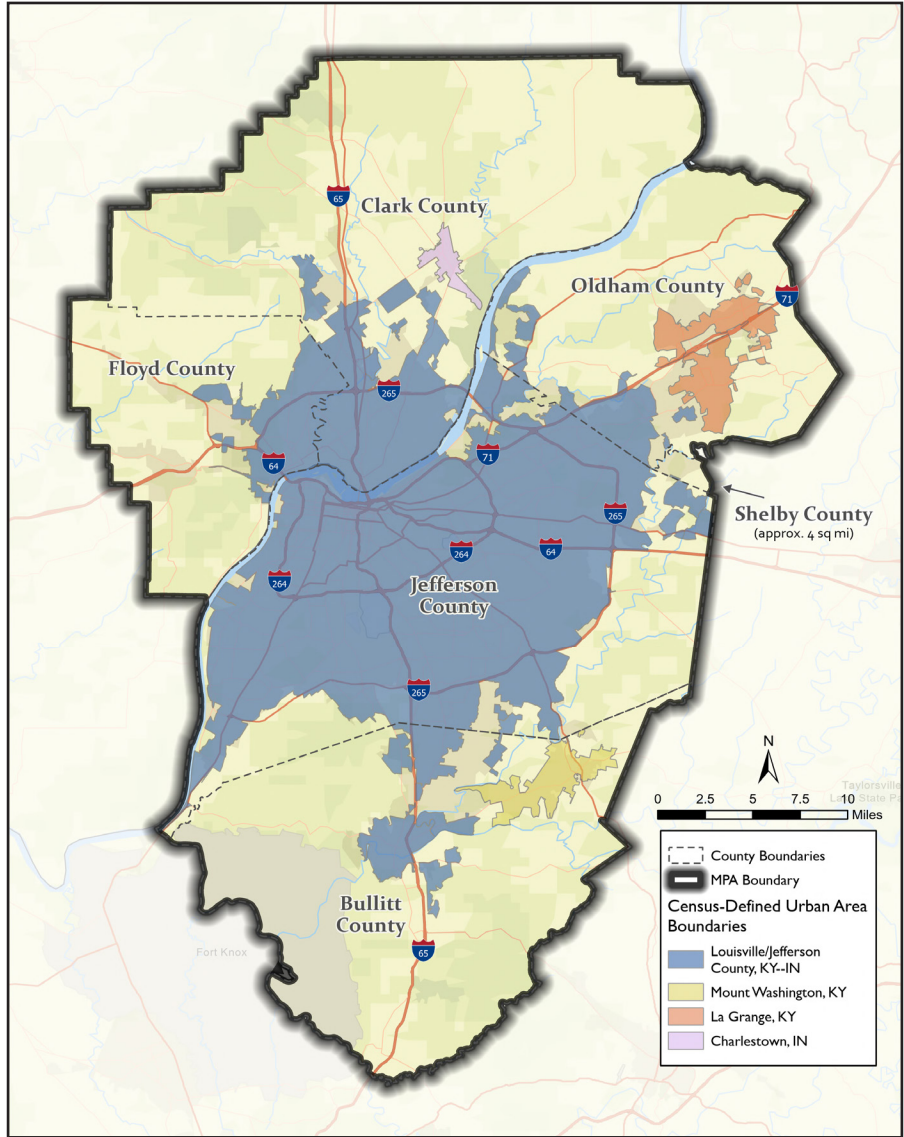 65
Clark County
Oldham County
71
Floyd County
265
64
71
Shelby County
(approx. 4 sq mi)
265
264
64
264
Jefferson
County
265
N
0 2.5 5 7.5 10
Miles
Taylorsville
County Boundaries
MPA Boundary
Census-Defined Urban Area
Boundaries
Louisville/Jefferson
County, KY--IN
Mount Washington, KY
La Grange, KY
Charlestown, IN
Bullitt
County
Fort Knox
65